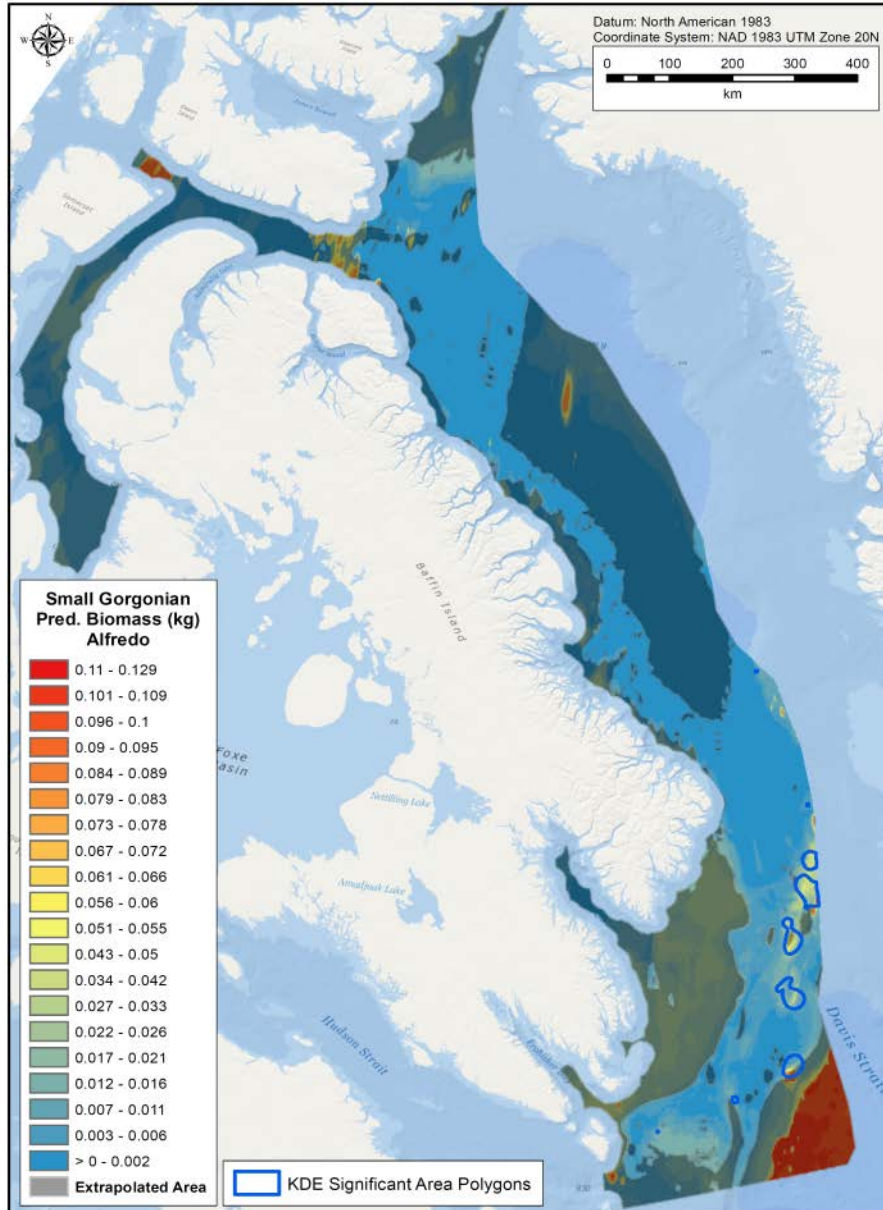 N
W E
S
Datum: North American 1983
Coordinate System: NAD 1983 UTM Zone 20N
0 100 200 300 400
km
Somerset
Island
Baffin Island
Foxe
Basin
Nettilling Lake
Amadjuak Lake
Hudson Strait
Frobisher Bay
Davis Strait
Small Gorgonian
Pred. Biomass (kg)
Alfredo
0.11 - 0.129
0.101 - 0.109
0.096 - 0.1
0.09 - 0.095
0.084 - 0.089
0.079 - 0.083
0.073 - 0.078
0.067 - 0.072
0.061 - 0.066
0.056 - 0.06
0.051 - 0.055
0.043 - 0.05
0.034 - 0.042
0.027 - 0.033
0.022 - 0.026
0.017 - 0.021
0.012 - 0.016
0.007 - 0.011
0.003 - 0.006
> 0 - 0.002
Extrapolated Area
KDE Significant Area Polygons